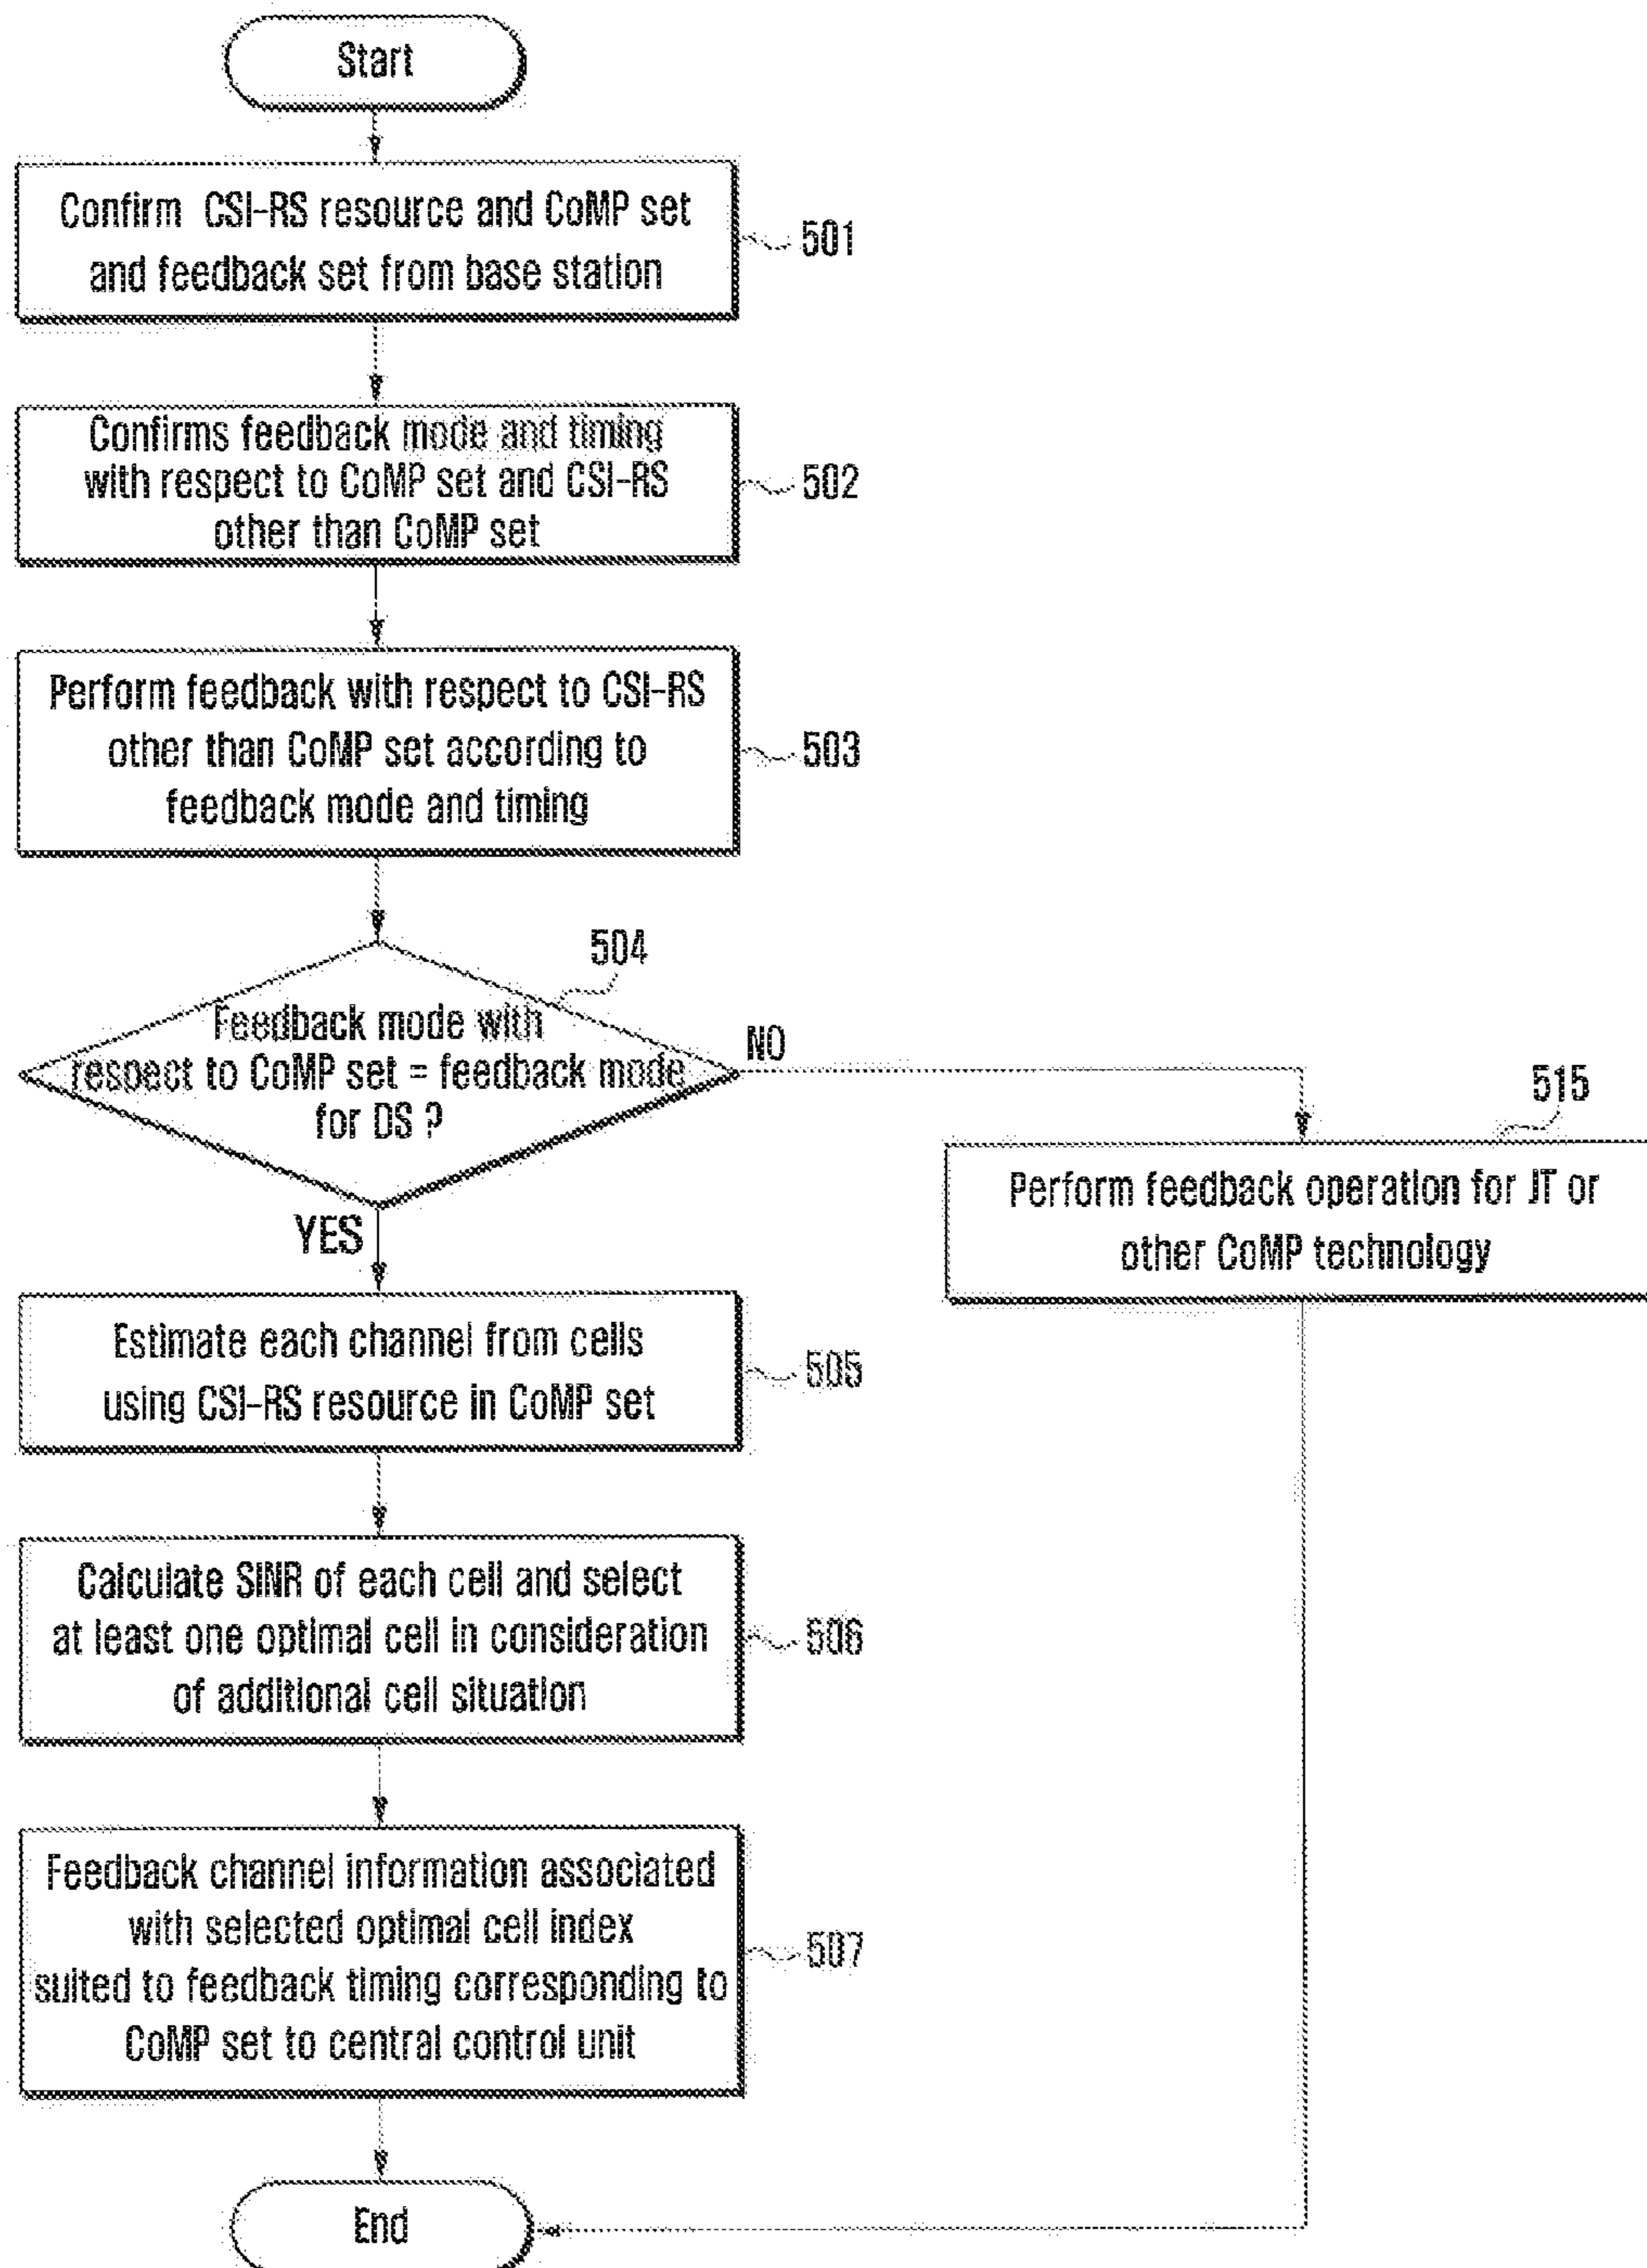 Start
Confirm CSI-RS resource and CoMP set
and feedback set from base station
501
Confirms feedback mode and timing
with respect to CoMP set and CSI-RS
other than CoMP set
502
Perform feedback with respect to CSI-RS
other than CoMP set according to
feedback mode and timing
503
504
Feedback mode with
respect to CoMP set = feedback mode
for DS ?
NO
YES
515
Perform feedback operation for JT or
other CoMP technology
Estimate each channel from cells
using CSI-RS resource in CoMP set
505
Calculate SINR of each cell and select
at least one optimal cell in consideration
of additional cell situation
506
Feedback channel information associated
with selected optimal cell index
suited to feedback timing corresponding to
CoMP set to central control unit
507
End